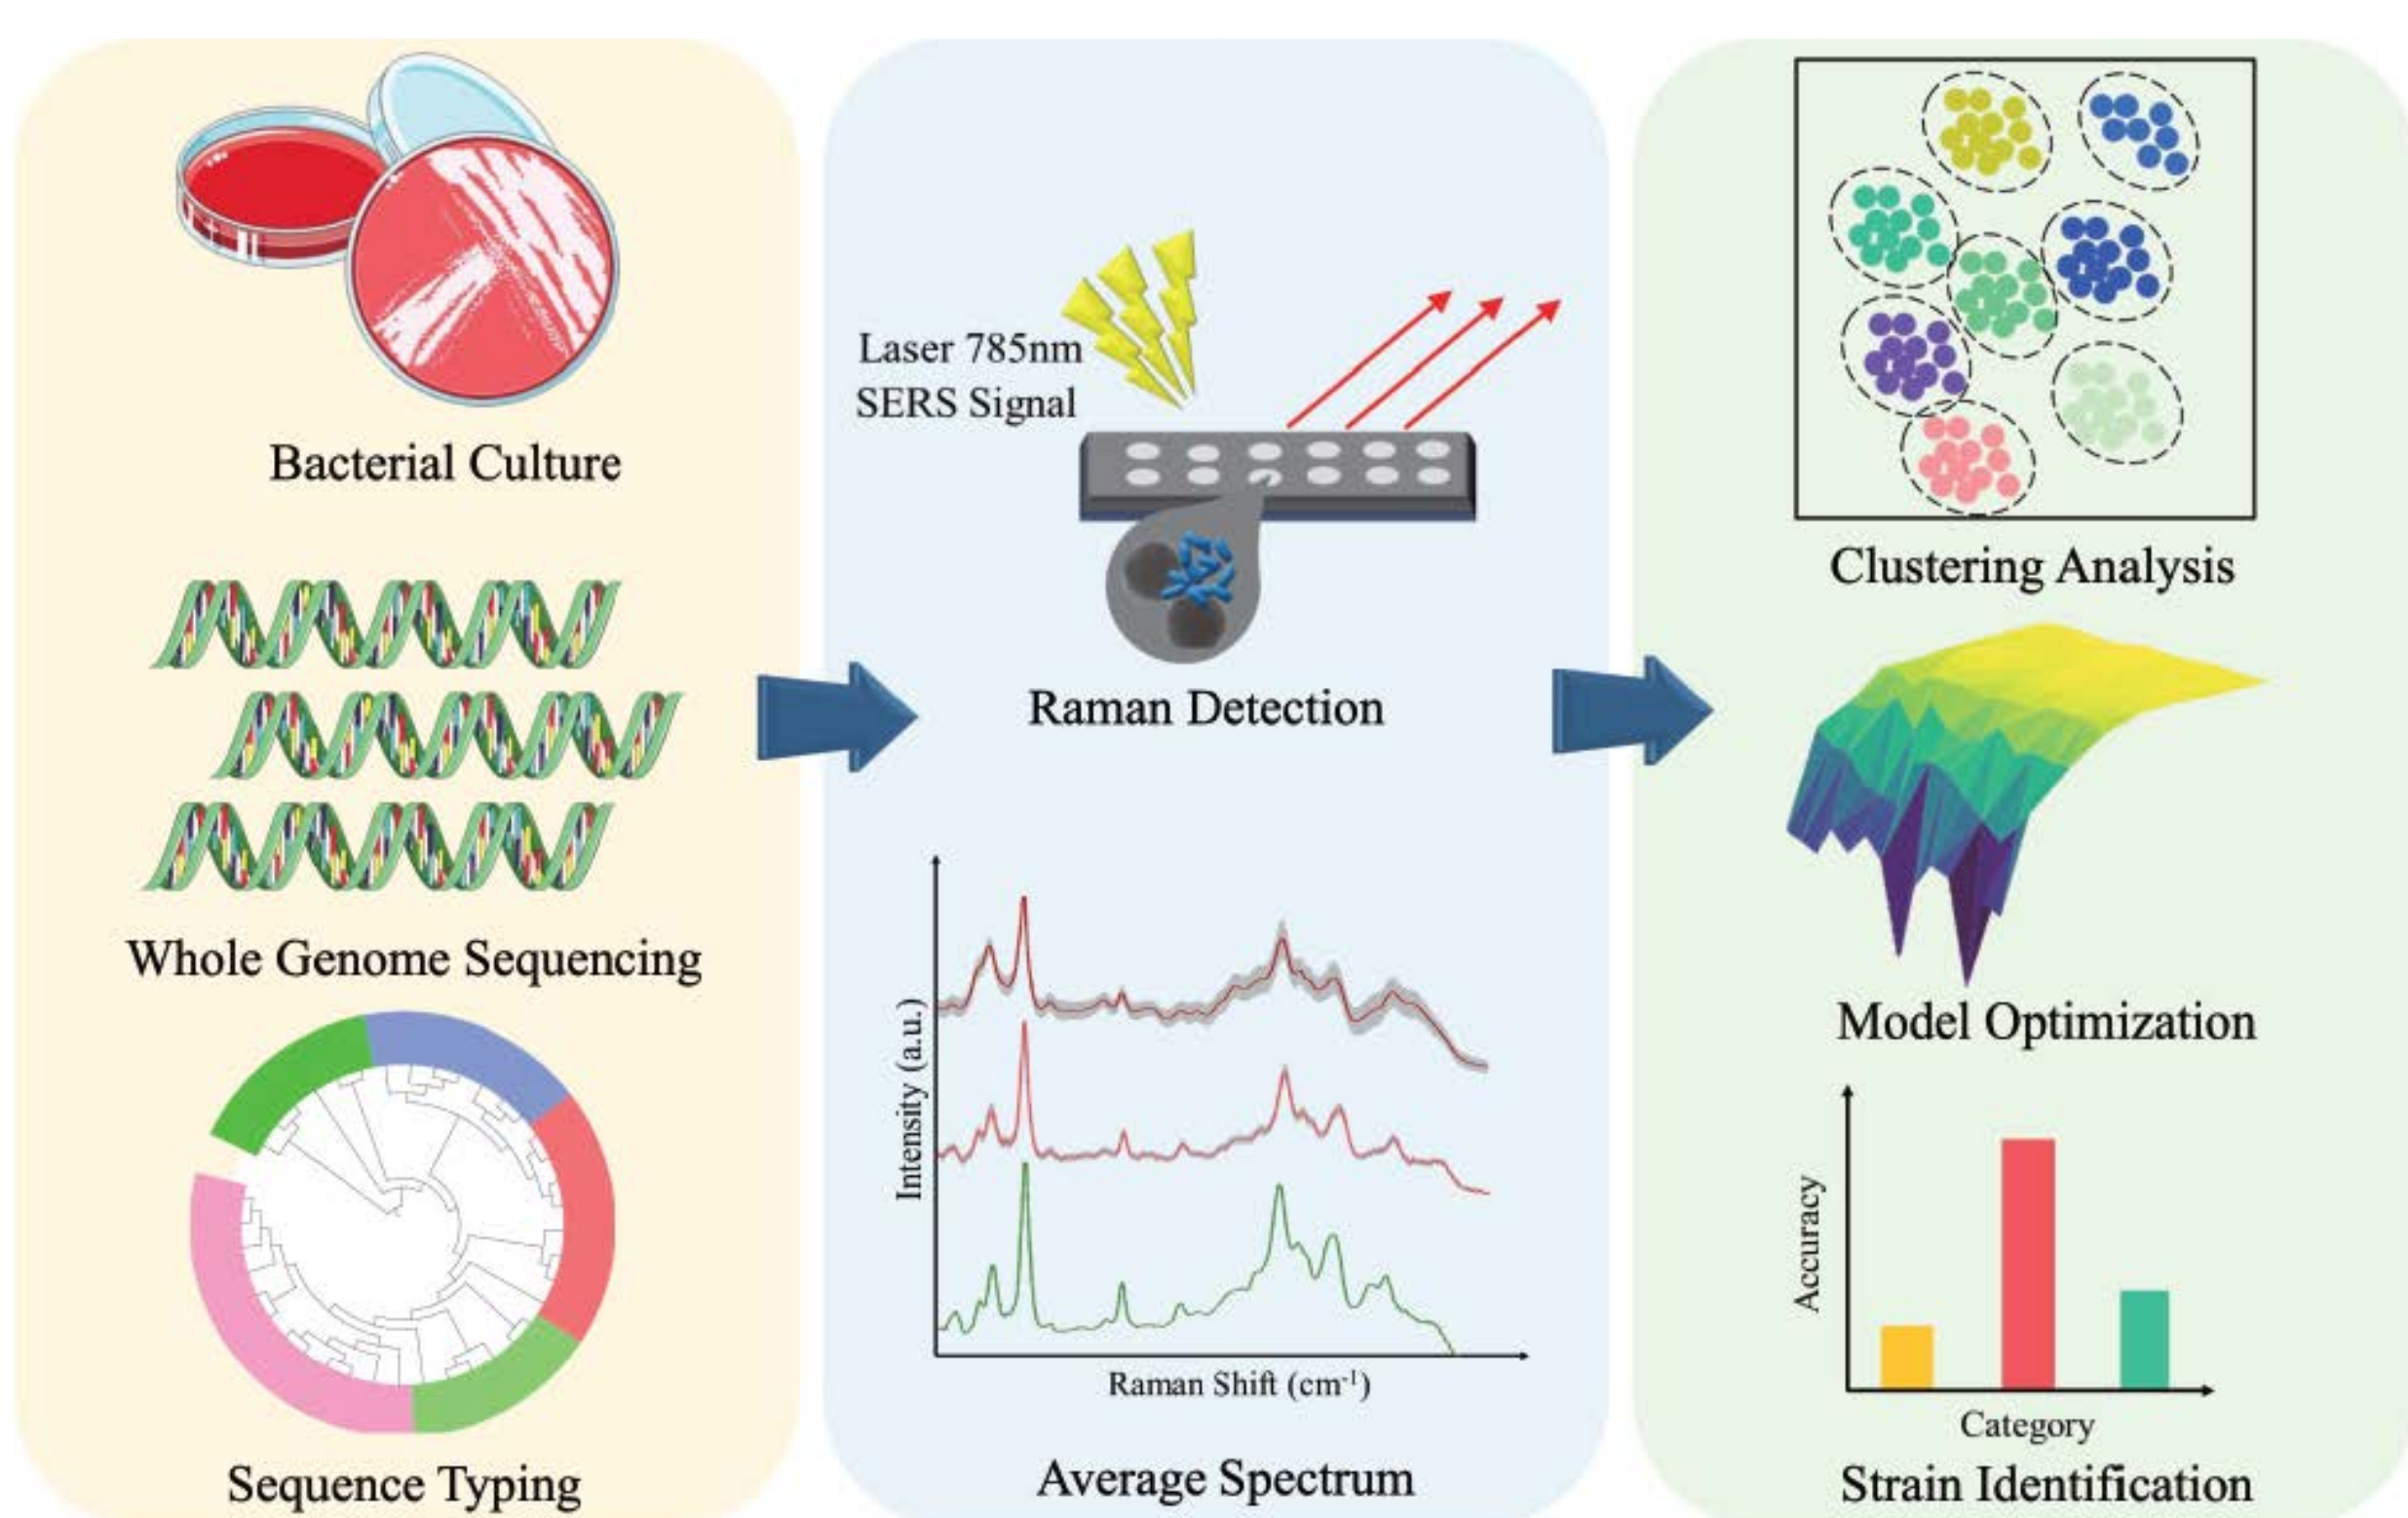 Bacterial Culture
Whole Genome Sequencing
Sequence Typing
Laser 785nm
SERS Signal
Raman Detection
Intensity (a.u.)
Raman Shift (cm⁻¹)
Average Spectrum
Clustering Analysis
Model Optimization
Accuracy
Category
Strain Identification